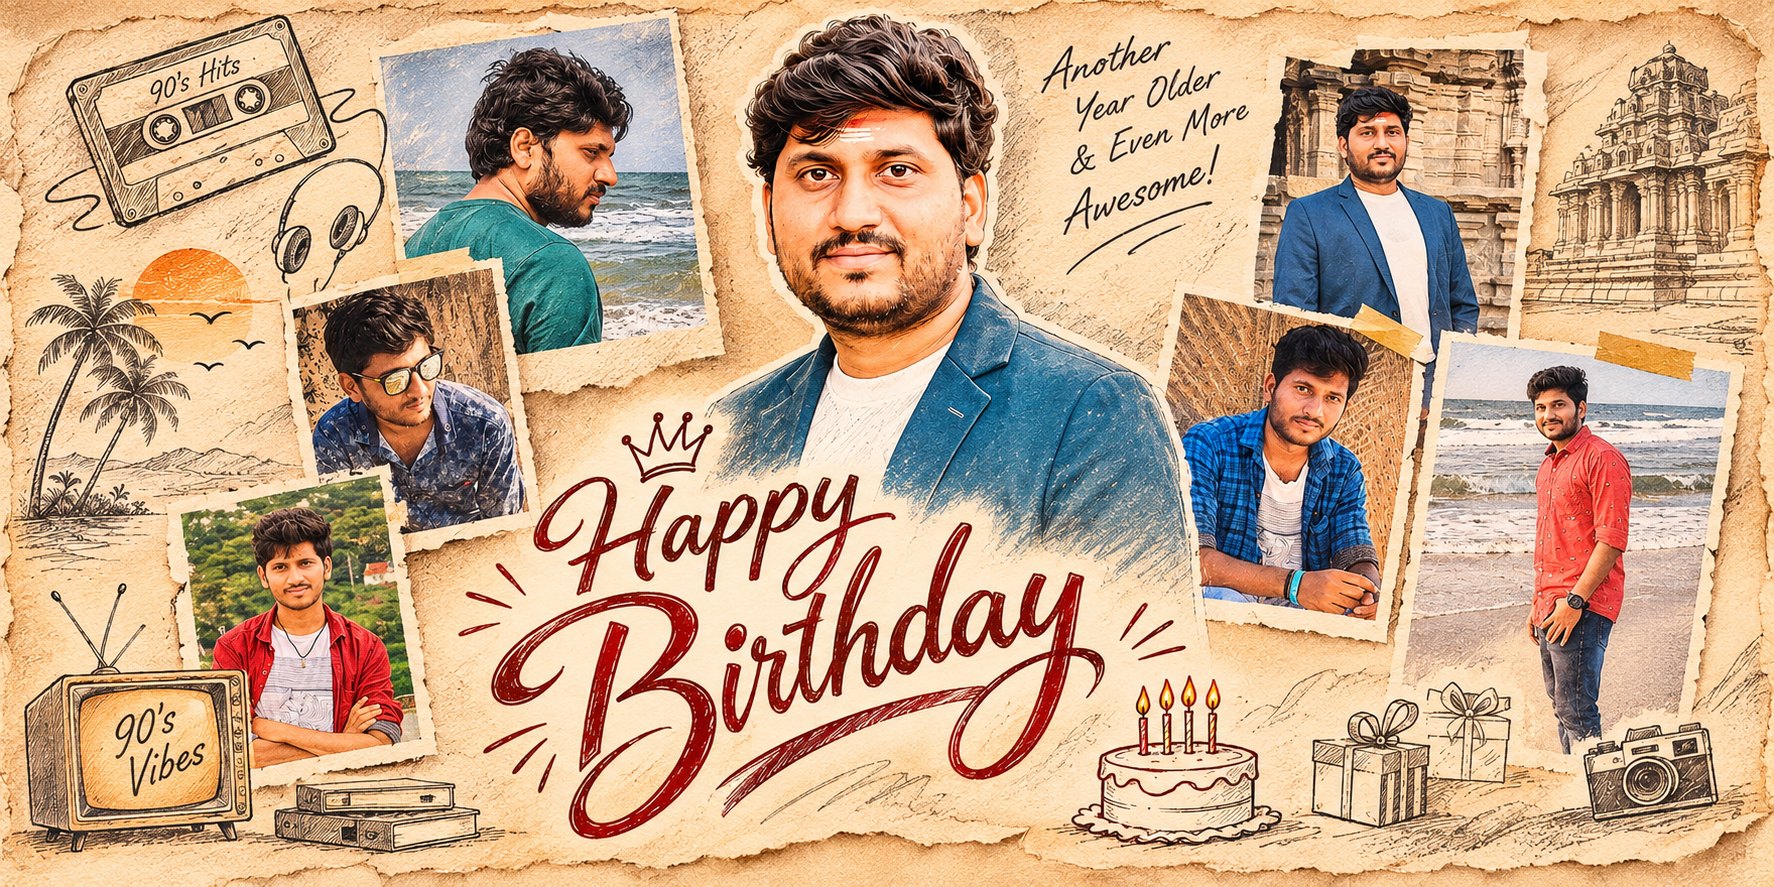 90's Hits
Another
Year Older
& Even More
Awesome!
Happy
Birthday
90's
Vibes